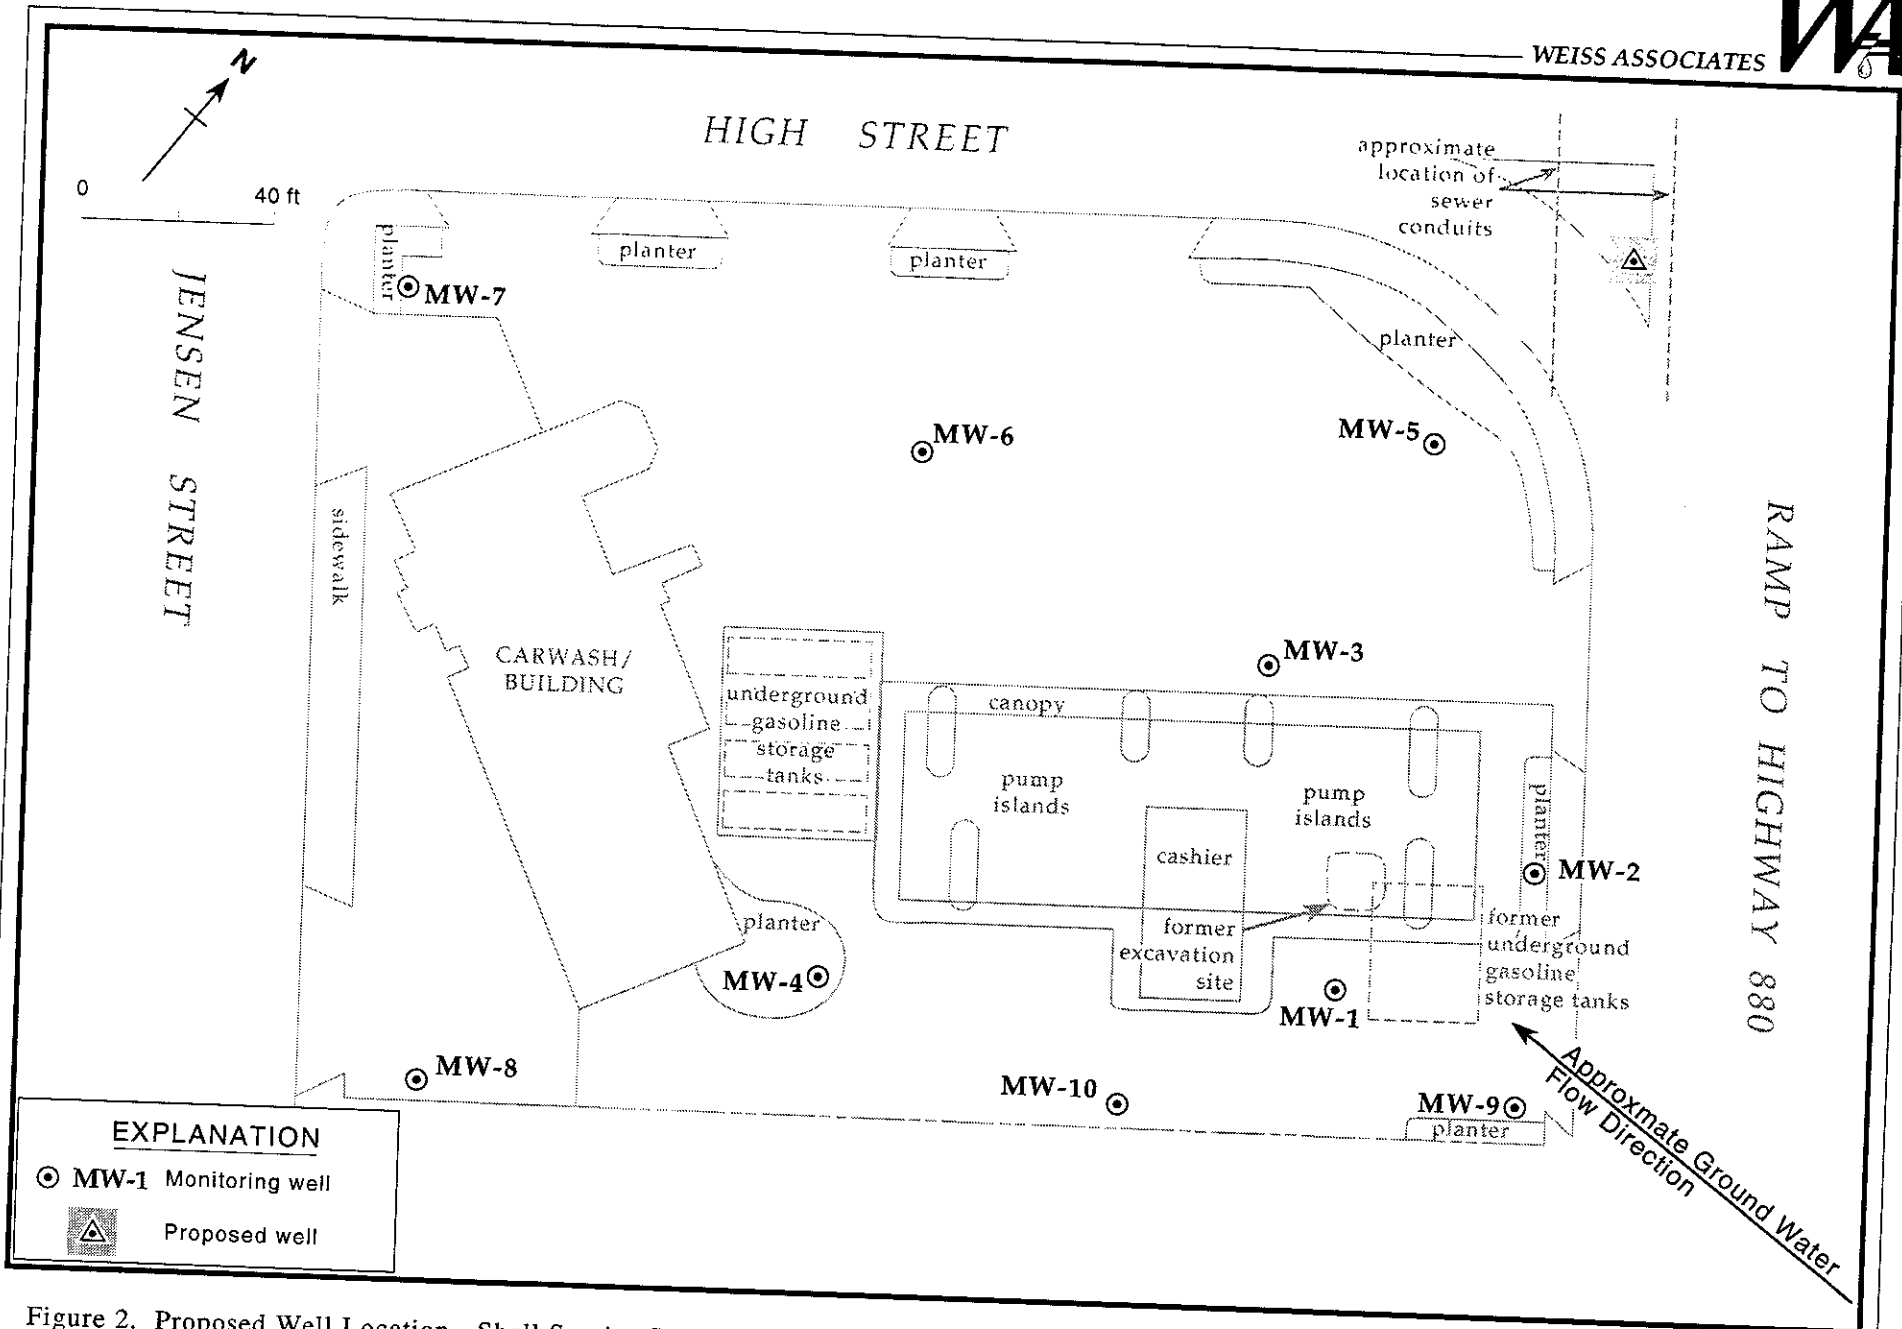 WEISS ASSOCIATES
WA
N
0 40 ft
HIGH STREET
approximate
location of
sewer
conduits
planter
planter
planter
planter
MW-7
JENSEN STREET
MW-6
MW-5
sidewalk
RAMP TO HIGHWAY 880
CARWASH/
BUILDING
MW-3
underground
gasoline
storage
tanks
canopy
pump
islands
pump
islands
cashier
planter
MW-2
planter
former
excavation
site
former
underground
gasoline
storage tanks
MW-4
MW-1
MW-8
MW-10
MW-9
planter
Approxmate Ground Water
Flow Direction
EXPLANATION
MW-1 Monitoring well
Proposed well
Figure 2. Proposed Well Location